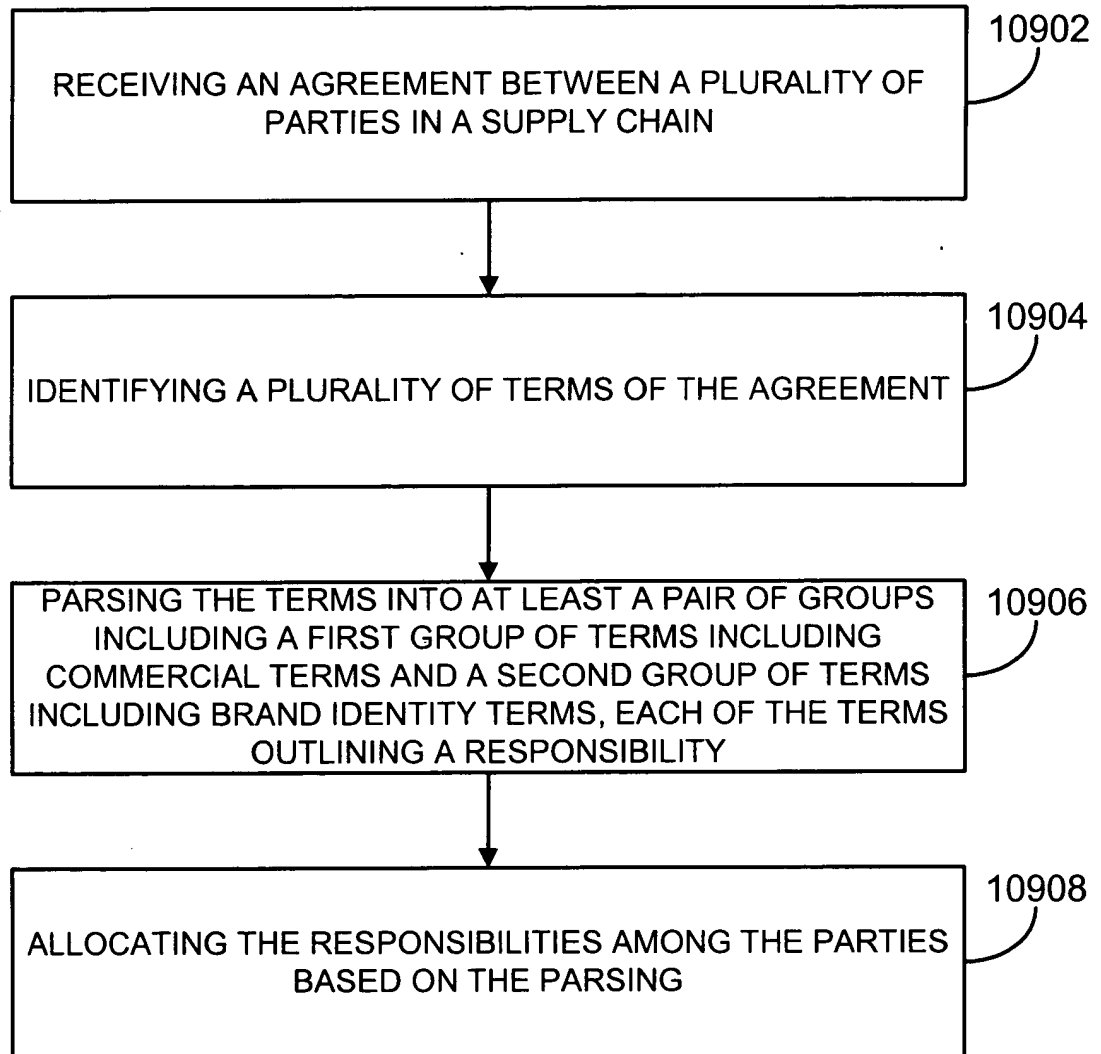 10902
RECEIVING AN AGREEMENT BETWEEN A PLURALITY OF
PARTIES IN A SUPPLY CHAIN
10904
IDENTIFYING A PLURALITY OF TERMS OF THE AGREEMENT
10906
PARSING THE TERMS INTO AT LEAST A PAIR OF GROUPS
INCLUDING A FIRST GROUP OF TERMS INCLUDING
COMMERCIAL TERMS AND A SECOND GROUP OF TERMS
INCLUDING BRAND IDENTITY TERMS, EACH OF THE TERMS
OUTLINING A RESPONSIBILITY
10908
ALLOCATING THE RESPONSIBILITIES AMONG THE PARTIES
BASED ON THE PARSING